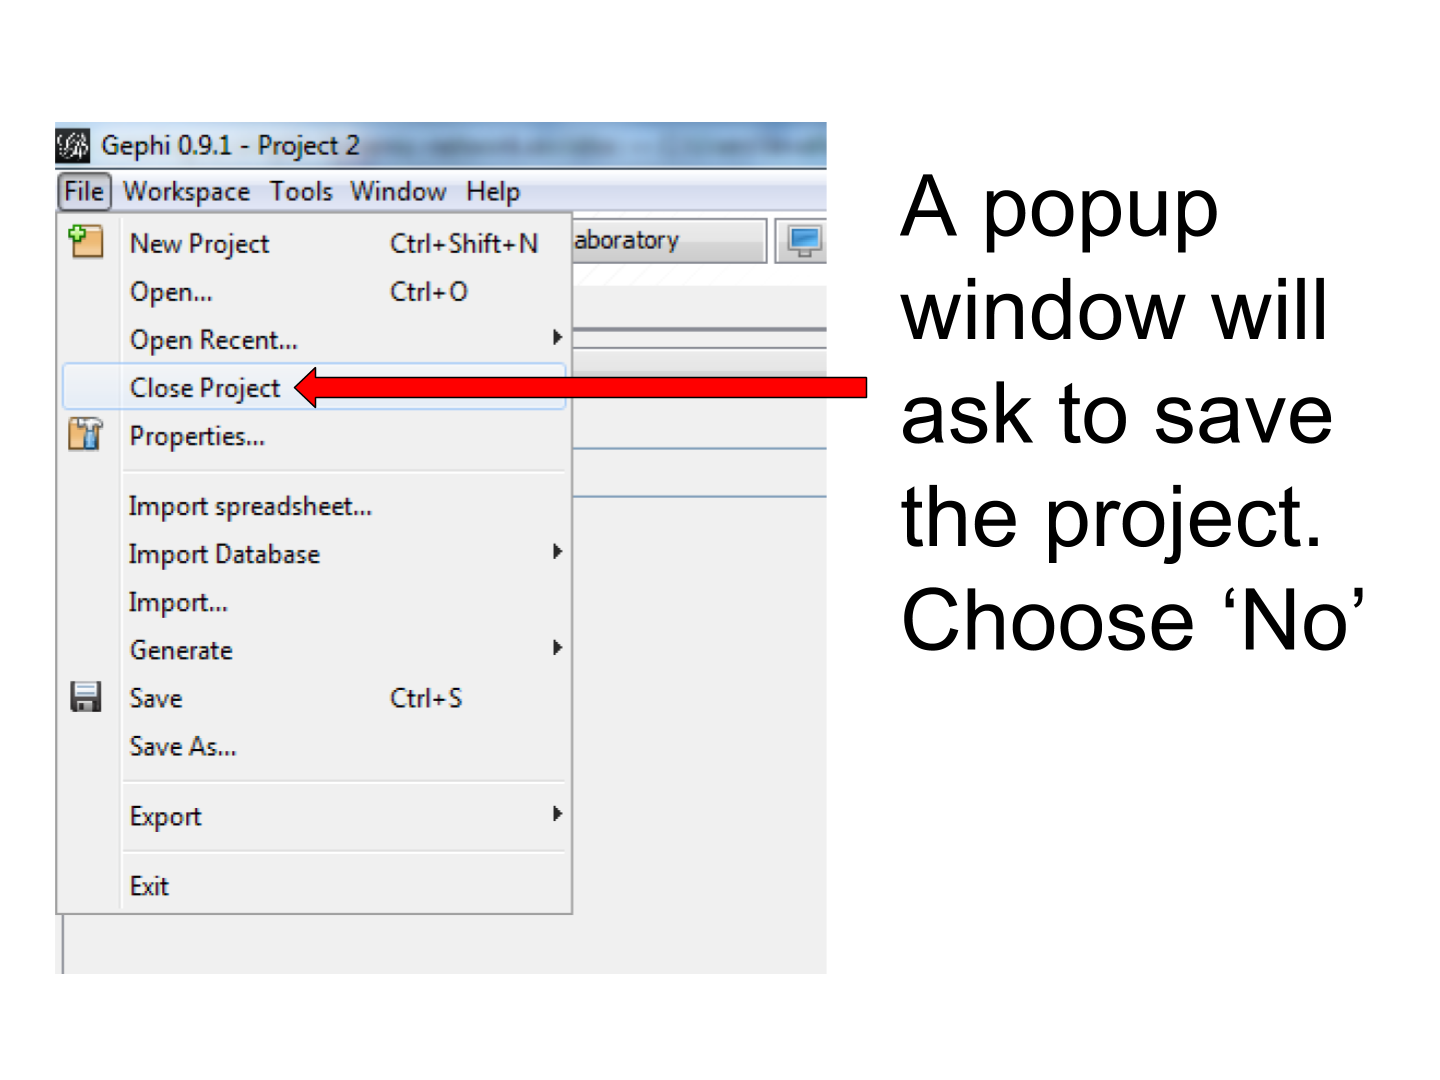 Gephi 0.9.1 - Project 2
File Workspace Tools Window Help
New Project Ctrl+Shift+N
aboratory
Open... Ctrl+O
Open Recent...
Close Project
Properties...
Import spreadsheet...
Import Database
Import...
Generate
Save Ctrl+S
Save As...
Export
Exit
A popup
window will
ask to save
the project.
Choose ‘No’